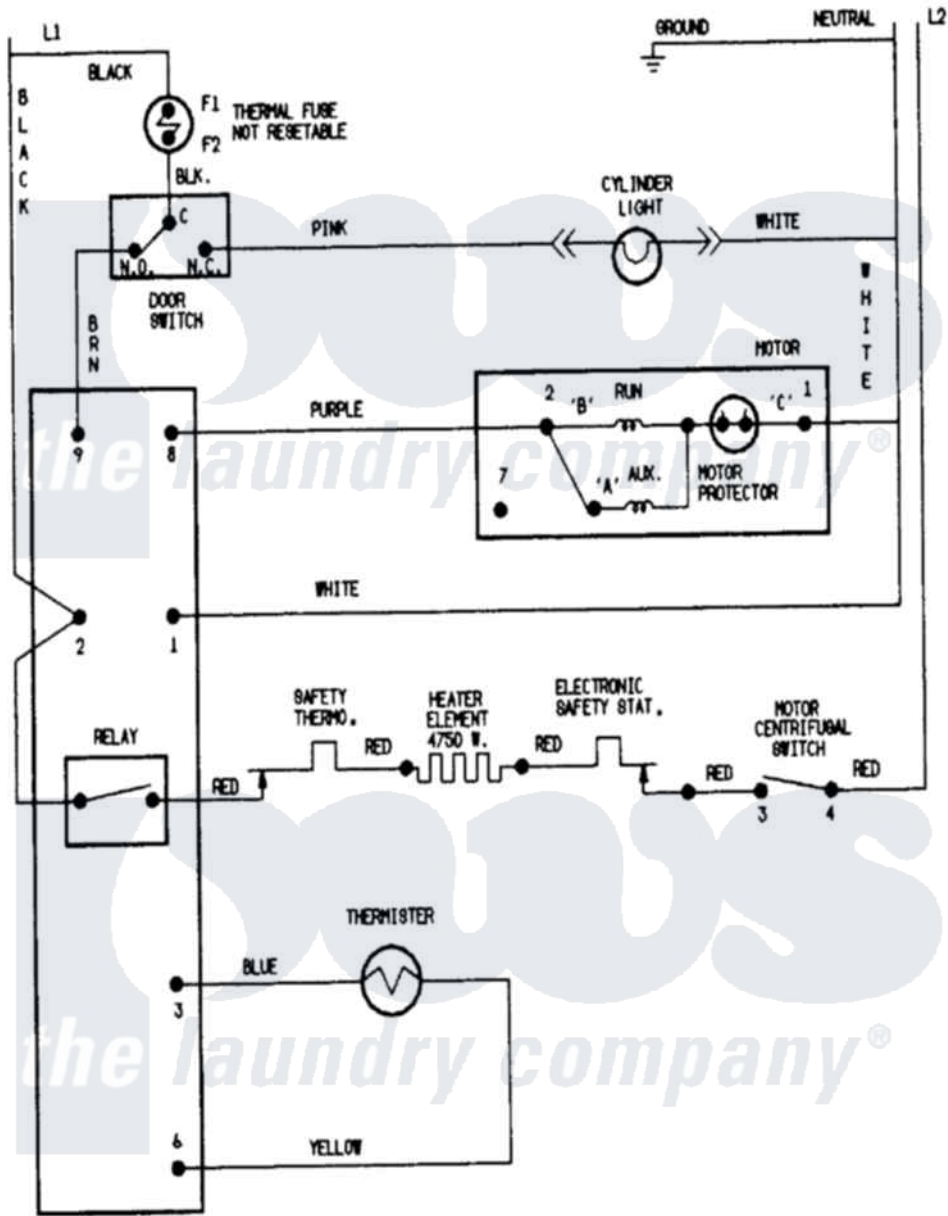 L1
L2
NEUTRAL
GROUND
BLACK
BLACK
F1
THERMAL FUSE
NOT RESETABLE
F2
BLK.
C
N.O.
N.C.
DOOR
SWITCH
PINK
CYLINDER
LIGHT
WHITE
WHITE
BRN
MOTOR
PURPLE
2
'B'
RUN
'C'
1
9
8
7
'A'
AUX.
MOTOR
PROTECTOR
the laundry company®
WHITE
2
1
RELAY
RED
SAFETY
THERMO.
RED
HEATER
ELEMENT
4750 W.
RED
ELECTRONIC
SAFETY STAT.
RED
MOTOR
CENTRIFUGAL
SWITCH
RED
3
4
THERMISTER
BLUE
3
the laundry company®
6
YELLOW